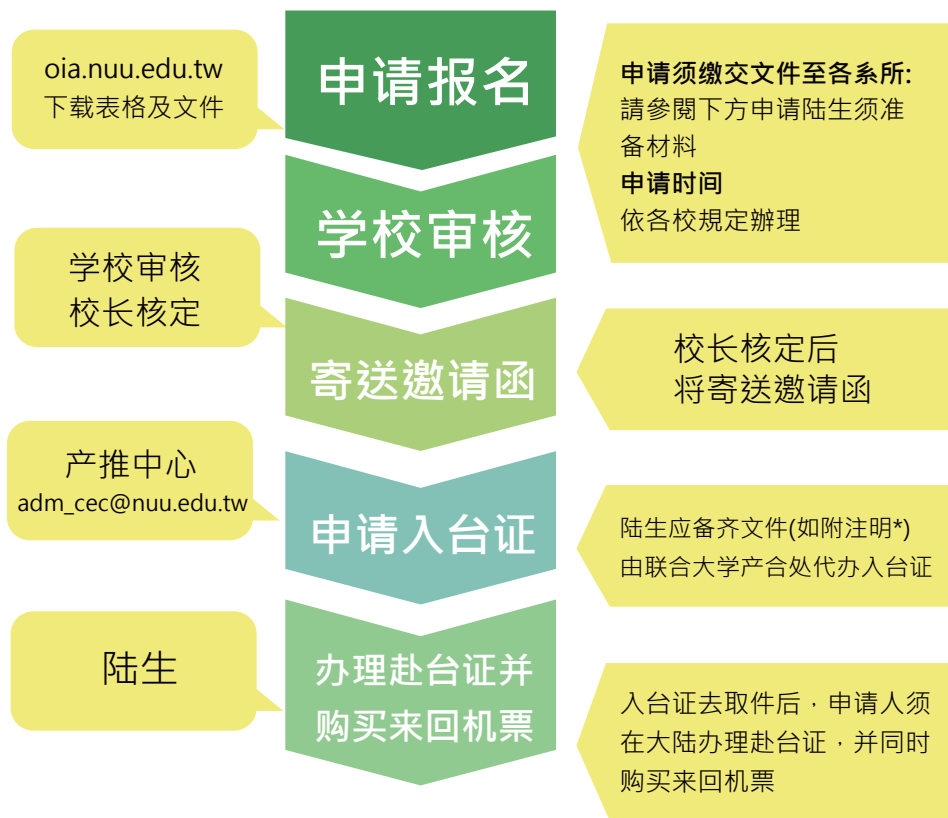 oia.nuu.edu.tw
下载表格及文件
申请报名
申请须缴交文件至各系所:
請參閱下方申请陆生须准
备材料
申请时间
依各校規定辦理
学校审核
学校审核
校长核定
寄送邀请函
校长核定后
将寄送邀请函
产推中心
adm_cec@nuu.edu.tw
申请入台证
陆生应备齐文件(如附注明*)
由联合大学产合处代办入台证
陆生
办理赴台证并
购买来回机票
入台证去取件后，申请人须
在大陆办理赴台证，并同时
购买来回机票